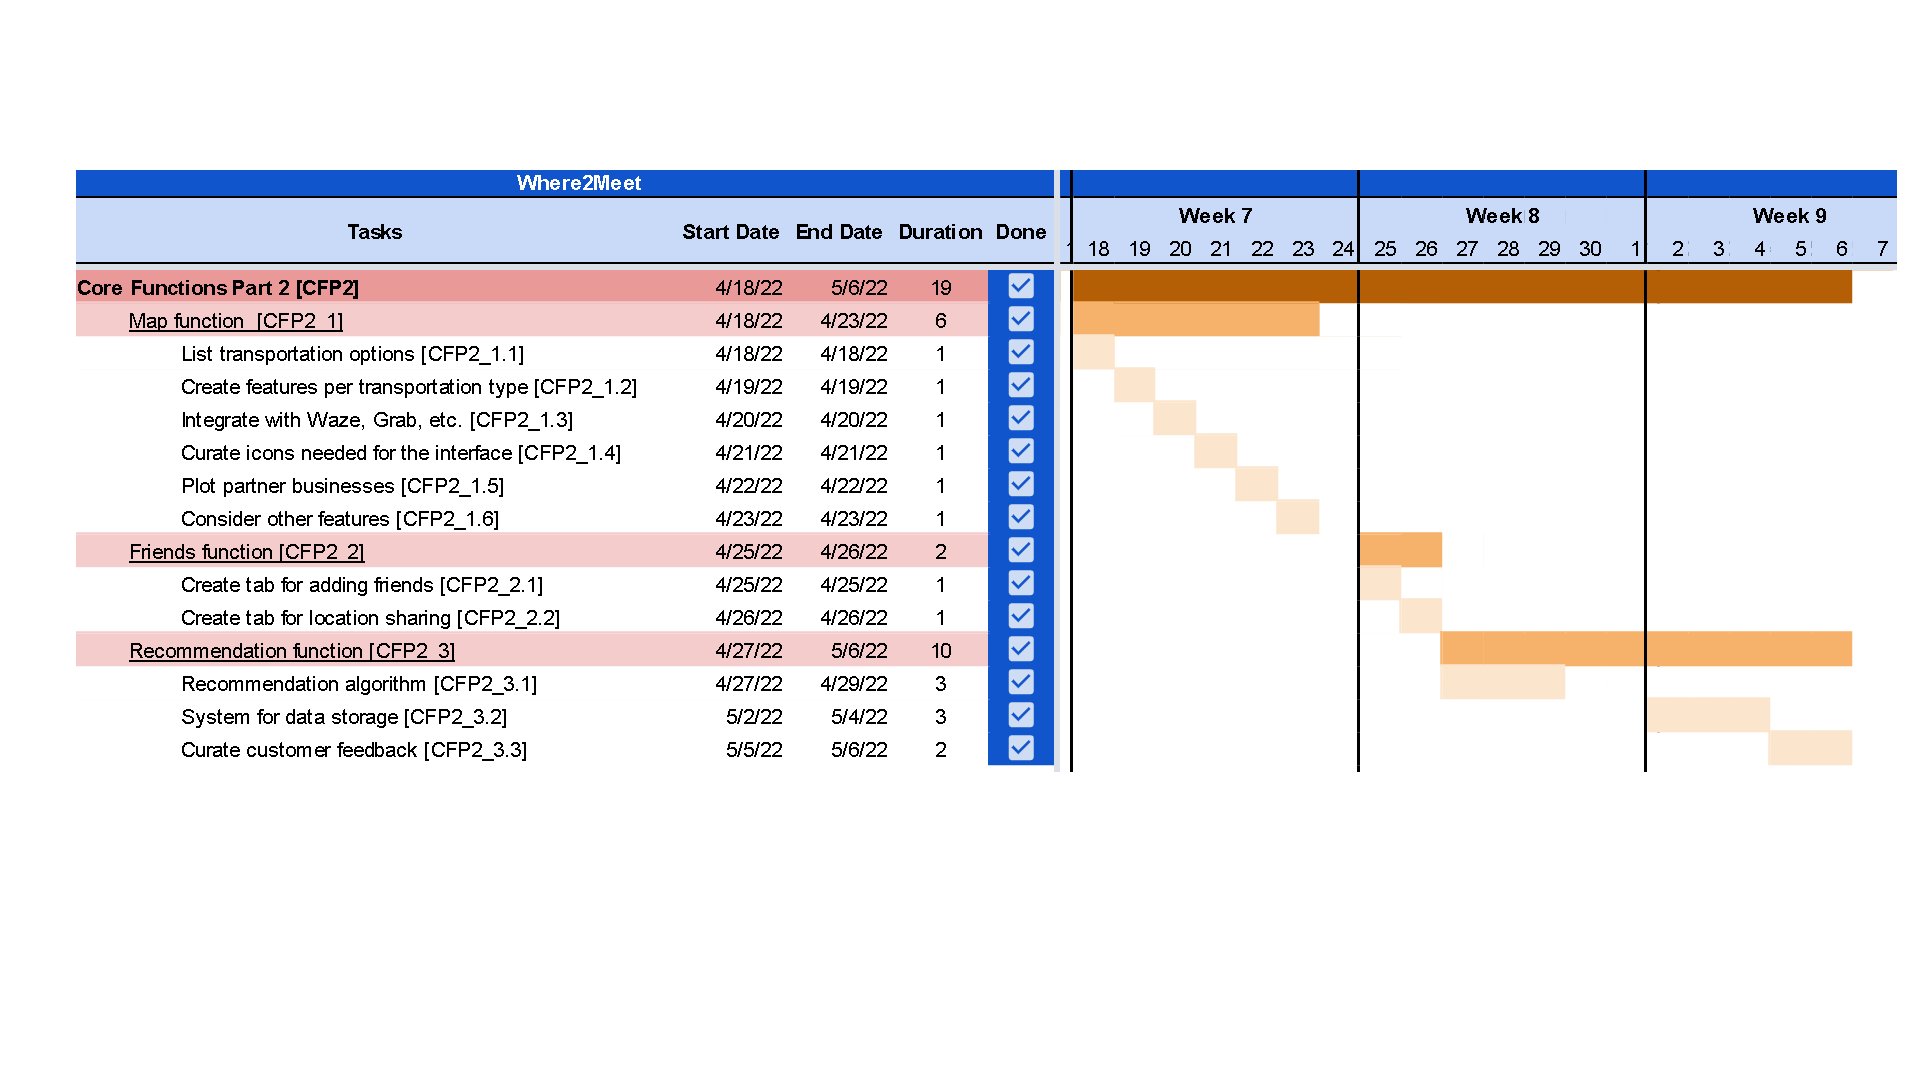 Where2Meet
Tasks Start Date End Date Duration Done
Week 7 Week 8 Week 9
18 19 20 21 22 23 24 25 26 27 28 29 30 1 2 3 4 5 6 7
Core Functions Part 2 [CFP2] 4/18/22 5/6/22 19
Map function [CFP2_1] 4/18/22 4/23/22 6
List transportation options [CFP2_1.1] 4/18/22 4/18/22 1
Create features per transportation type [CFP2_1.2] 4/19/22 4/19/22 1
Integrate with Waze, Grab, etc. [CFP2_1.3] 4/20/22 4/20/22 1
Curate icons needed for the interface [CFP2_1.4] 4/21/22 4/21/22 1
Plot partner businesses [CFP2_1.5] 4/22/22 4/22/22 1
Consider other features [CFP2_1.6] 4/23/22 4/23/22 1
Friends function [CFP2_2] 4/25/22 4/26/22 2
Create tab for adding friends [CFP2_2.1] 4/25/22 4/25/22 1
Create tab for location sharing [CFP2_2.2] 4/26/22 4/26/22 1
Recommendation function [CFP2_3] 4/27/22 5/6/22 10
Recommendation algorithm [CFP2_3.1] 4/27/22 4/29/22 3
System for data storage [CFP2_3.2] 5/2/22 5/4/22 3
Curate customer feedback [CFP2_3.3] 5/5/22 5/6/22 2